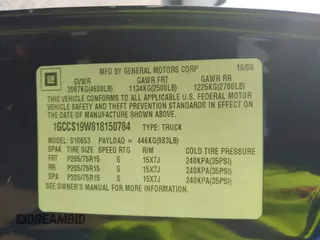 GM
MFD BY GENERAL MOTORS CORP 10/00
GVWR GAWR FRT GAWR RR
2087KG(4600LB) 1134KG(2500LB) 1225KG(2700LB)
THIS VEHICLE CONFORMS TO ALL APPLICABLE U.S. FEDERAL
MOTOR VEHICLE SAFETY AND THEFT PREVENTION STANDARDS
IN EFFECT ON THE DATE OF MANUFACTURE SHOWN ABOVE.
1GCCS19W818150784 TYPE: TRUCK
MODEL: S10653 PAYLOAD = 446KG(983LB)
SPAK TIRE SIZE SPEED RTG RIM COLD TIRE PRESSURE
FRT P205/75R15 S 15X7J 240KPA(35PSI)
RR P205/75R15 S 15X7J 240KPA(35PSI)
SPA P205/75R15 S 15X7J 240KPA(35PSI)
SEE OWNER'S MANUAL FOR MORE INFORMATION.
DREAMBID